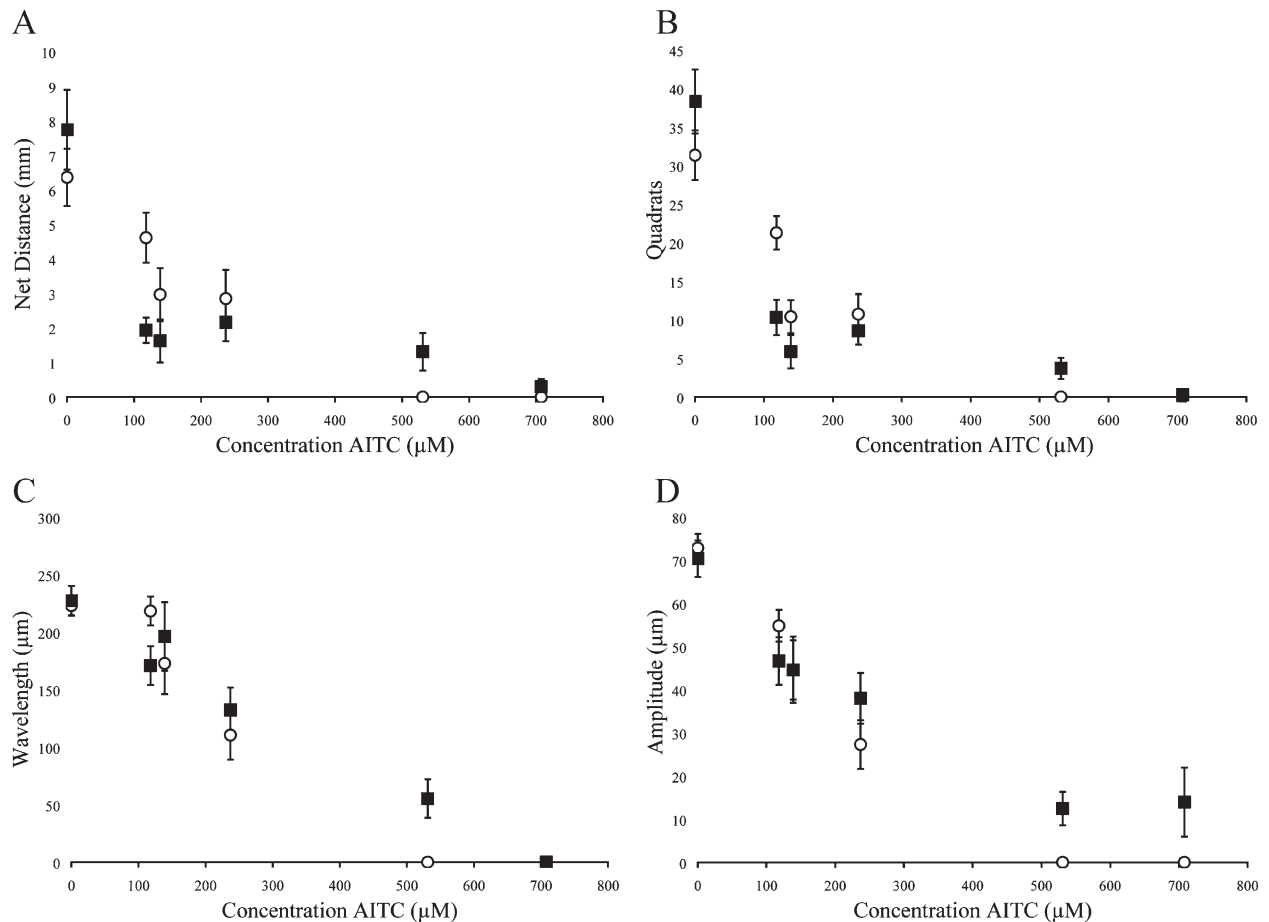 A
10
9
8
7
6
5
4
3
2
1
0
Net Distance (mm)
0 100 200 300 400 500 600 700 800
Concentration AITC (µM)
B
45
40
35
30
25
20
15
10
5
0
Quadrats
0 100 200 300 400 500 600 700 800
Concentration AITC (µM)
C
300
250
200
150
100
50
0
Wavelength (µm)
0 100 200 300 400 500 600 700 800
Concentration AITC (µM)
D
80
70
60
50
40
30
20
10
0
Amplitude (µm)
0 100 200 300 400 500 600 700 800
Concentration AITC (µM)